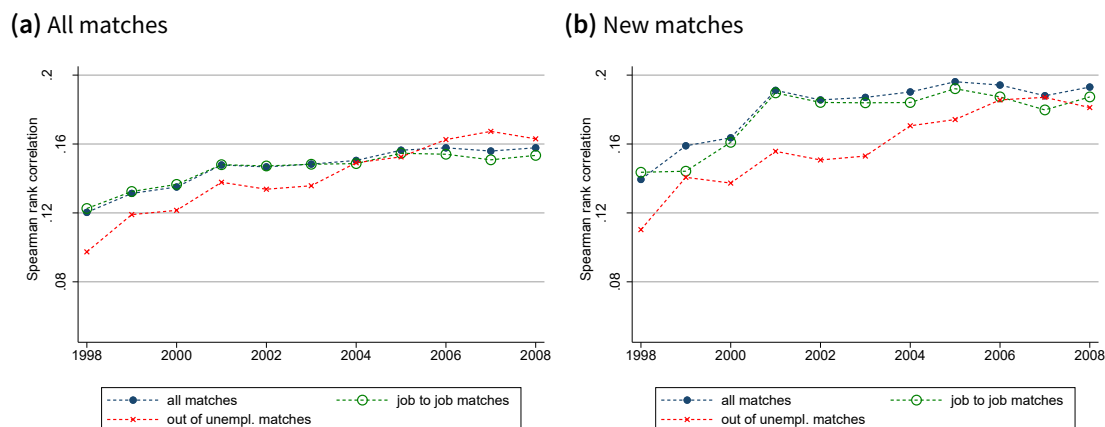 (a) All matches
Spearman rank correlation
.2
.16
.12
.08
1998 2000 2002 2004 2006 2008
all matches job to job matches
out of unempl. matches
(b) New matches
Spearman rank correlation
.2
.16
.12
.08
1998 2000 2002 2004 2006 2008
all matches job to job matches
out of unempl. matches